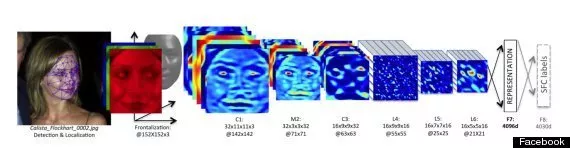 Calista_Flockhart_0002.jpg
Detection & Localisation
Frontalization:
@152X152x3
C1:
32x11x11x3
@142x142
M2:
32x3x3x32
@71x71
C3:
16x9x9x32
@63x63
L4:
16x9x9x16
@55x55
L5:
16x7x7x16
@25x25
L6:
16x5x5x16
@21X21
REPRESENTATION
F7:
4096d
SFC labels
F8:
4030d
Facebook